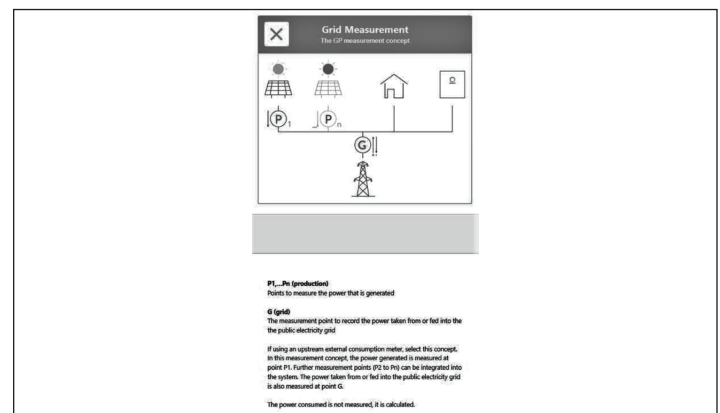 Grid Measurement
The GP measurement concept
P 1
P n
G
P1,...Pn (production)
Points to measure the power that is generated
G (grid)
The measurement point to record the power taken from or fed into the
the public electricity grid
If using an upstream external consumption meter, select this concept.
In this measurement concept, the power generated is measured at
point P1. Further measurement points (P2 to Pn) can be integrated into
the system. The power taken from or fed into the public electricity grid
is also measured at point G.
The power consumed is not measured, it is calculated.